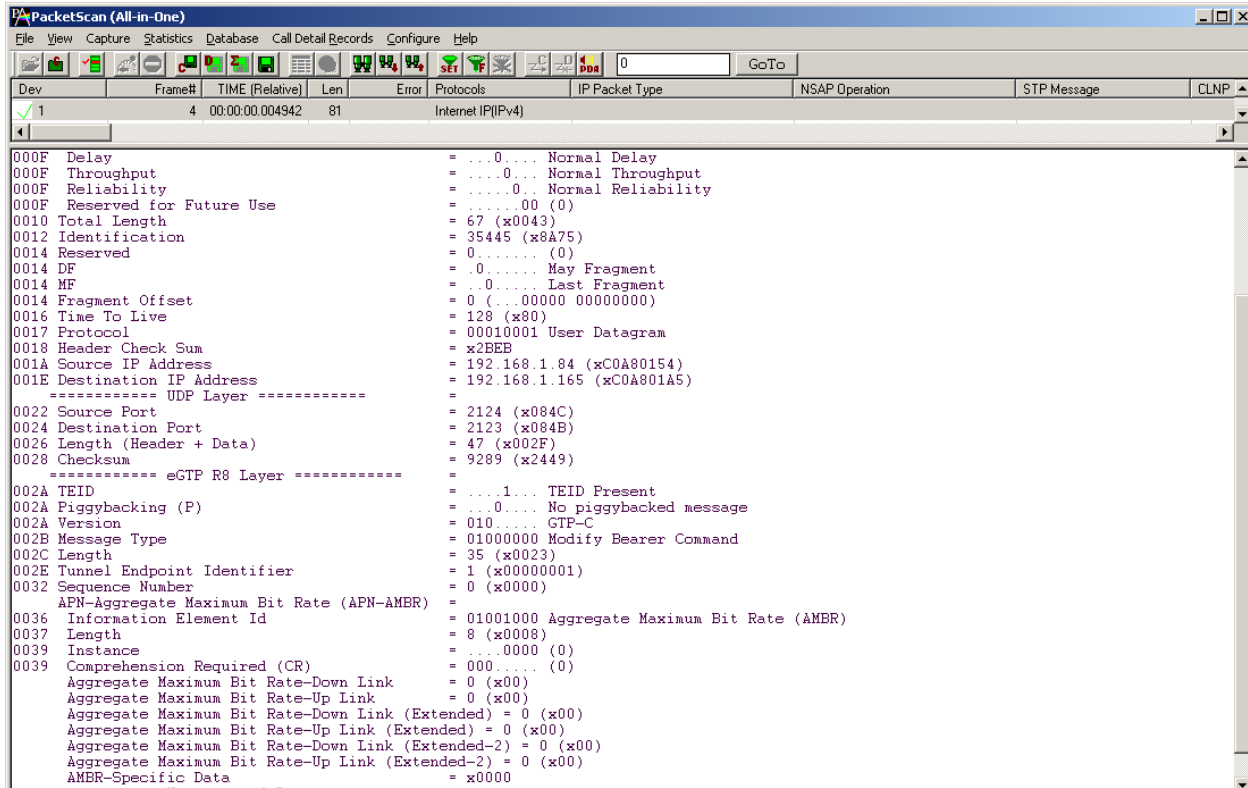 PacketScan (All-in-One)
File View Capture Statistics Database Call Detail Records Configure Help
0 GoTo
Dev Frame# TIME (Relative) Len Error Protocols IP Packet Type NSAP Operation STP Message CLNP
1 4 00:00:00.004942 81 Internet IP(IPv4)
000F Delay = ...0.... Normal Delay
000F Throughput = ....0... Normal Throughput
000F Reliability = .....0.. Normal Reliability
000F Reserved for Future Use = ......00 (0)
0010 Total Length = 67 (x0043)
0012 Identification = 35445 (x8A75)
0014 Reserved = 0....... (0)
0014 DF = .0...... May Fragment
0014 MF = ..0..... Last Fragment
0014 Fragment Offset = 0 (...00000 00000000)
0016 Time To Live = 128 (x80)
0017 Protocol = 00010001 User Datagram
0018 Header Check Sum = x2BEB
001A Source IP Address = 192.168.1.84 (xC0A80154)
001E Destination IP Address = 192.168.1.165 (xC0A801A5)
============ UDP Layer ============ =
0022 Source Port = 2124 (x084C)
0024 Destination Port = 2123 (x084B)
0026 Length (Header + Data) = 47 (x002F)
0028 Checksum = 9289 (x2449)
============ eGTP R8 Layer ============ =
002A TEID = ....1... TEID Present
002A Piggybacking (P) = ...0.... No piggybacked message
002A Version = 010..... GTP-C
002B Message Type = 01000000 Modify Bearer Command
002C Length = 35 (x0023)
002E Tunnel Endpoint Identifier = 1 (x00000001)
0032 Sequence Number = 0 (x0000)
APN-Aggregate Maximum Bit Rate (APN-AMBR) =
0036 Information Element Id = 01001000 Aggregate Maximum Bit Rate (AMBR)
0037 Length = 8 (x0008)
0039 Instance = ....0000 (0)
0039 Comprehension Required (CR) = 000..... (0)
Aggregate Maximum Bit Rate-Down Link = 0 (x00)
Aggregate Maximum Bit Rate-Up Link = 0 (x00)
Aggregate Maximum Bit Rate-Down Link (Extended) = 0 (x00)
Aggregate Maximum Bit Rate-Up Link (Extended) = 0 (x00)
Aggregate Maximum Bit Rate-Down Link (Extended-2) = 0 (x00)
Aggregate Maximum Bit Rate-Up Link (Extended-2) = 0 (x00)
AMBR-Specific Data = x0000